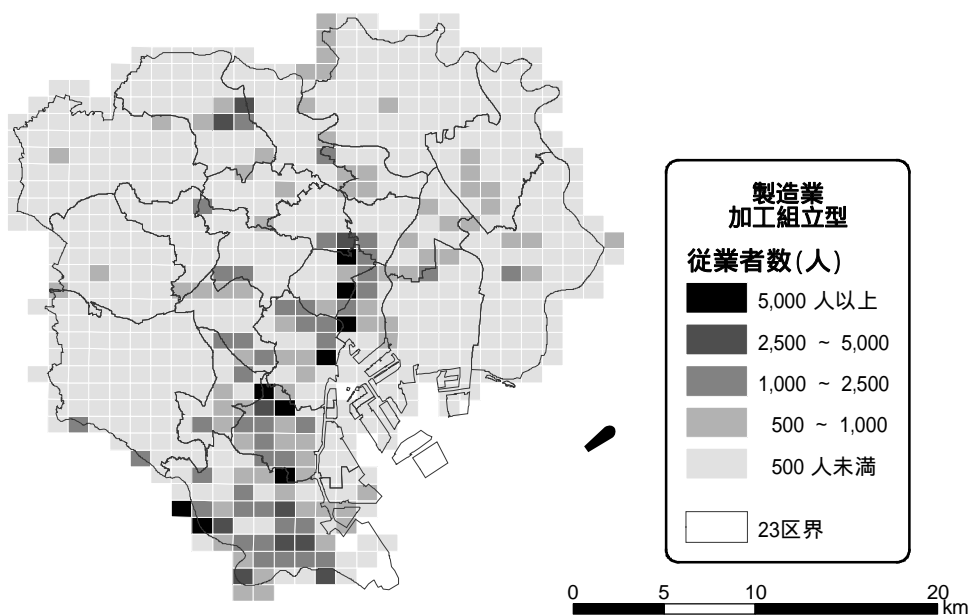 製造業
加工組立型
従業者数(人)
5,000 人以上
2,500 ~ 5,000
1,000 ~ 2,500
500 ~ 1,000
500 人未満
23区界
0 5 10 20
km